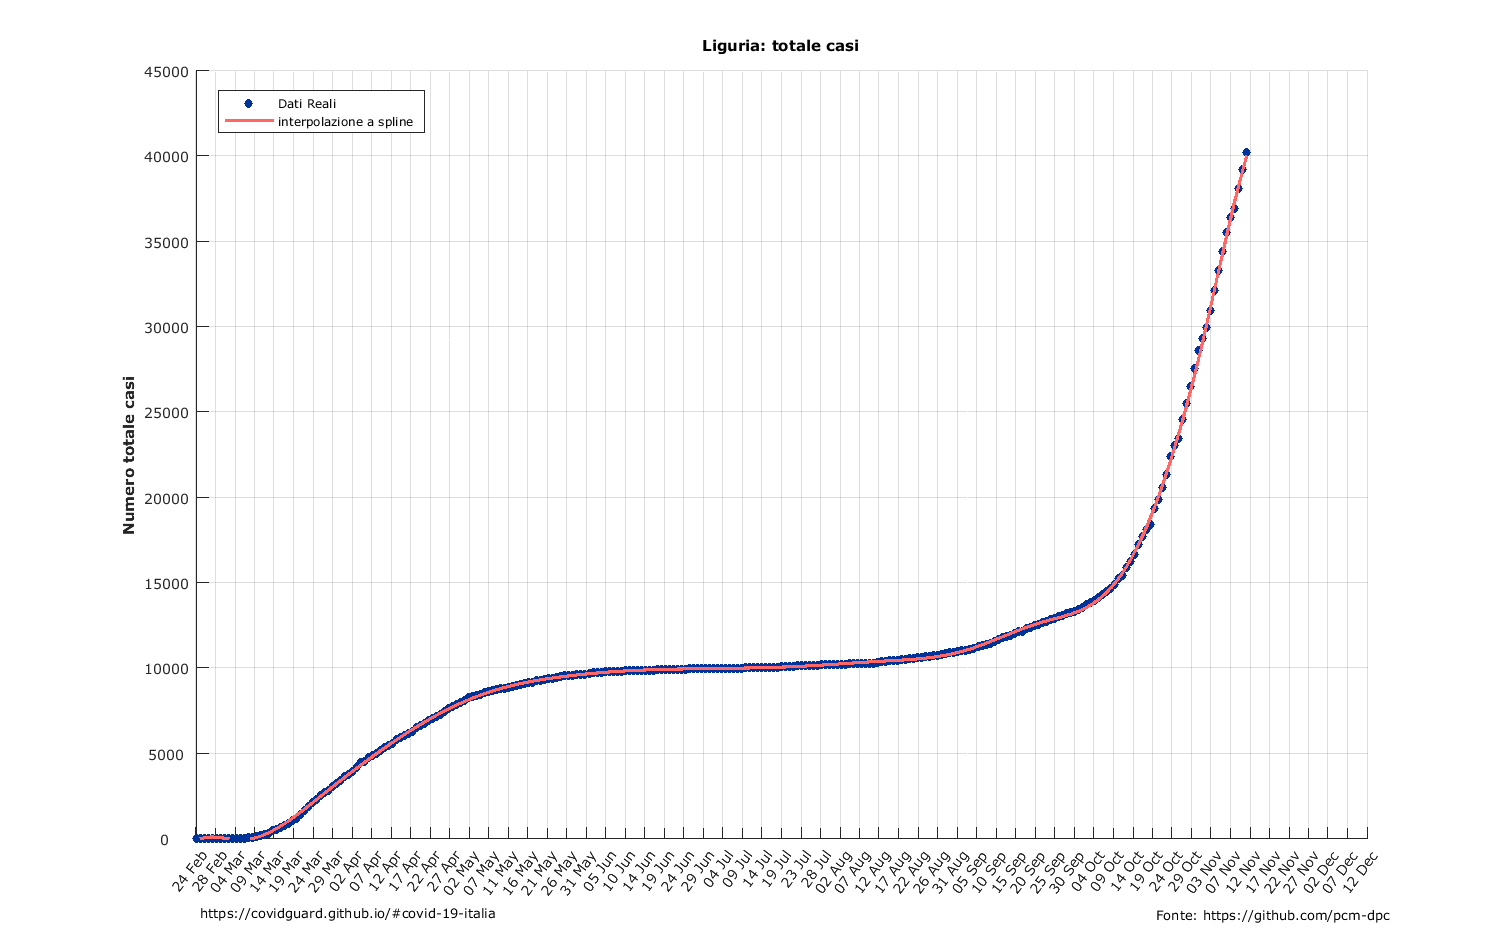 Liguria: totale casi
45000
40000
35000
30000
25000
20000
15000
10000
5000
0
Numero totale casi
Dati Reali
interpolazione a spline
24 Feb
28 Feb
04 Mar
09 Mar
14 Mar
19 Mar
24 Mar
29 Mar
02 Apr
07 Apr
12 Apr
17 Apr
22 Apr
27 Apr
02 May
07 May
11 May
16 May
21 May
26 May
31 May
05 Jun
10 Jun
14 Jun
19 Jun
24 Jun
29 Jun
04 Jul
09 Jul
14 Jul
19 Jul
23 Jul
28 Jul
02 Aug
07 Aug
12 Aug
17 Aug
22 Aug
26 Aug
31 Aug
05 Sep
10 Sep
15 Sep
20 Sep
25 Sep
30 Sep
04 Oct
09 Oct
14 Oct
19 Oct
24 Oct
29 Oct
03 Nov
07 Nov
12 Nov
17 Nov
22 Nov
27 Nov
02 Dec
07 Dec
12 Dec
https://covidguard.github.io/#covid-19-italia
Fonte: https://github.com/pcm-dpc